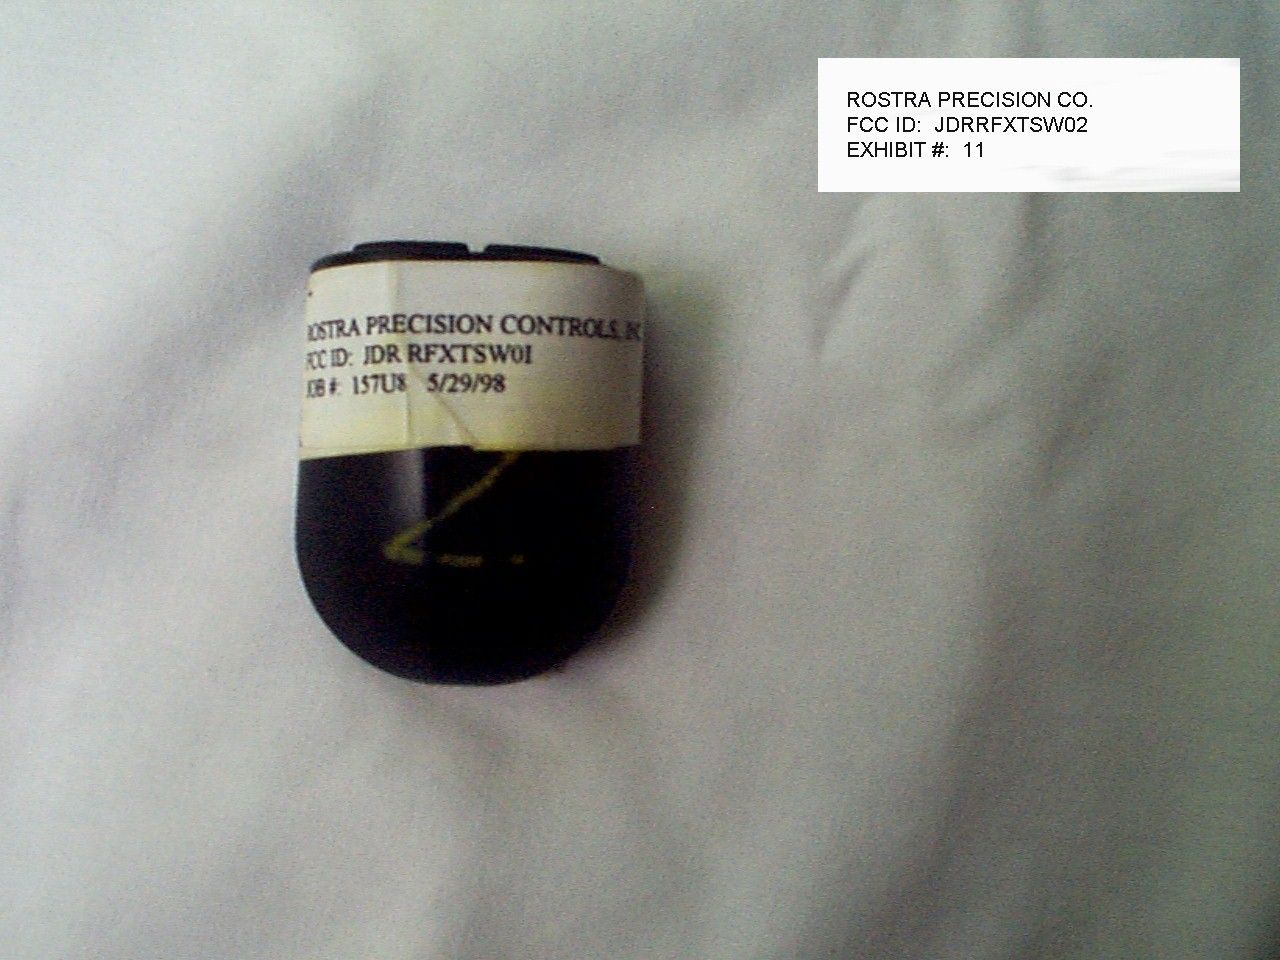 ROSTRA PRECISION CO.
FCC ID: JDRRFXTSW02
EXHIBIT #: 11
ROSTRA PRECISION CONTROLS,
FCC ID: JDR RFXTSW01
JOB #: 157U8 5/29/98